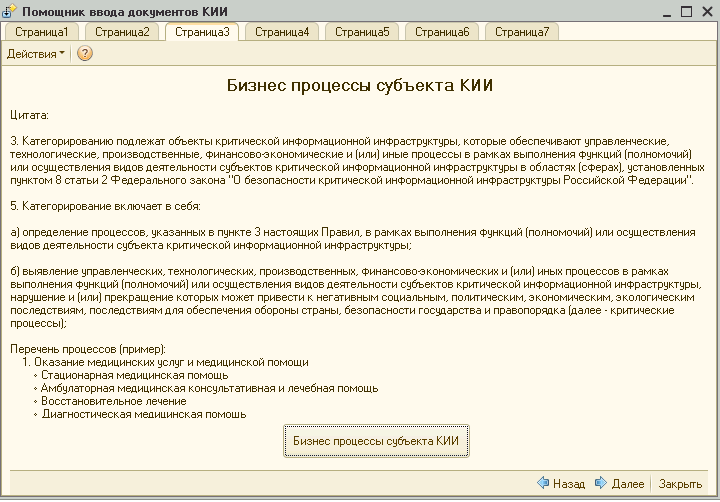 Помощник ввода документов КИИ
Страница1 Страница2 Страница3 Страница4 Страница5 Страница6 Страница7
Действия ?
Бизнес процессы субъекта КИИ
Цитата:
3. Категорированию подлежат объекты критической информационной инфраструктуры, которые обеспечивают управленческие,
технологические, производственные, финансово-экономические и (или) иные процессы в рамках выполнения функций (полномочий)
или осуществления видов деятельности субъектов критической информационной инфраструктуры в областях (сферах), установленных
пунктом 8 статьи 2 Федерального закона "О безопасности критической информационной инфраструктуры Российской Федерации".
5. Категорирование включает в себя:
а) определение процессов, указанных в пункте 3 настоящих Правил, в рамках выполнения функций (полномочий) или осуществления
видов деятельности субъекта критической информационной инфраструктуры;
б) выявление управленческих, технологических, производственных, финансово-экономических и (или) иных процессов в рамках
выполнения функций (полномочий) или осуществления видов деятельности субъектов критической информационной инфраструктуры,
нарушение и (или) прекращение которых может привести к негативным социальным, политическим, экономическим, экологическим
последствиям, последствиям для обеспечения обороны страны, безопасности государства и правопорядка (далее - критические
процессы);
Перечень процессов (пример):
1. Оказание медицинских услуг и медицинской помощи
◦ Стационарная медицинская помощь
◦ Амбулаторная медицинская консультативная и лечебная помощь
◦ Восстановительное лечение
◦ Диагностическая медицинская помощь
Бизнес процессы субъекта КИИ
Назад Далее Закрыть